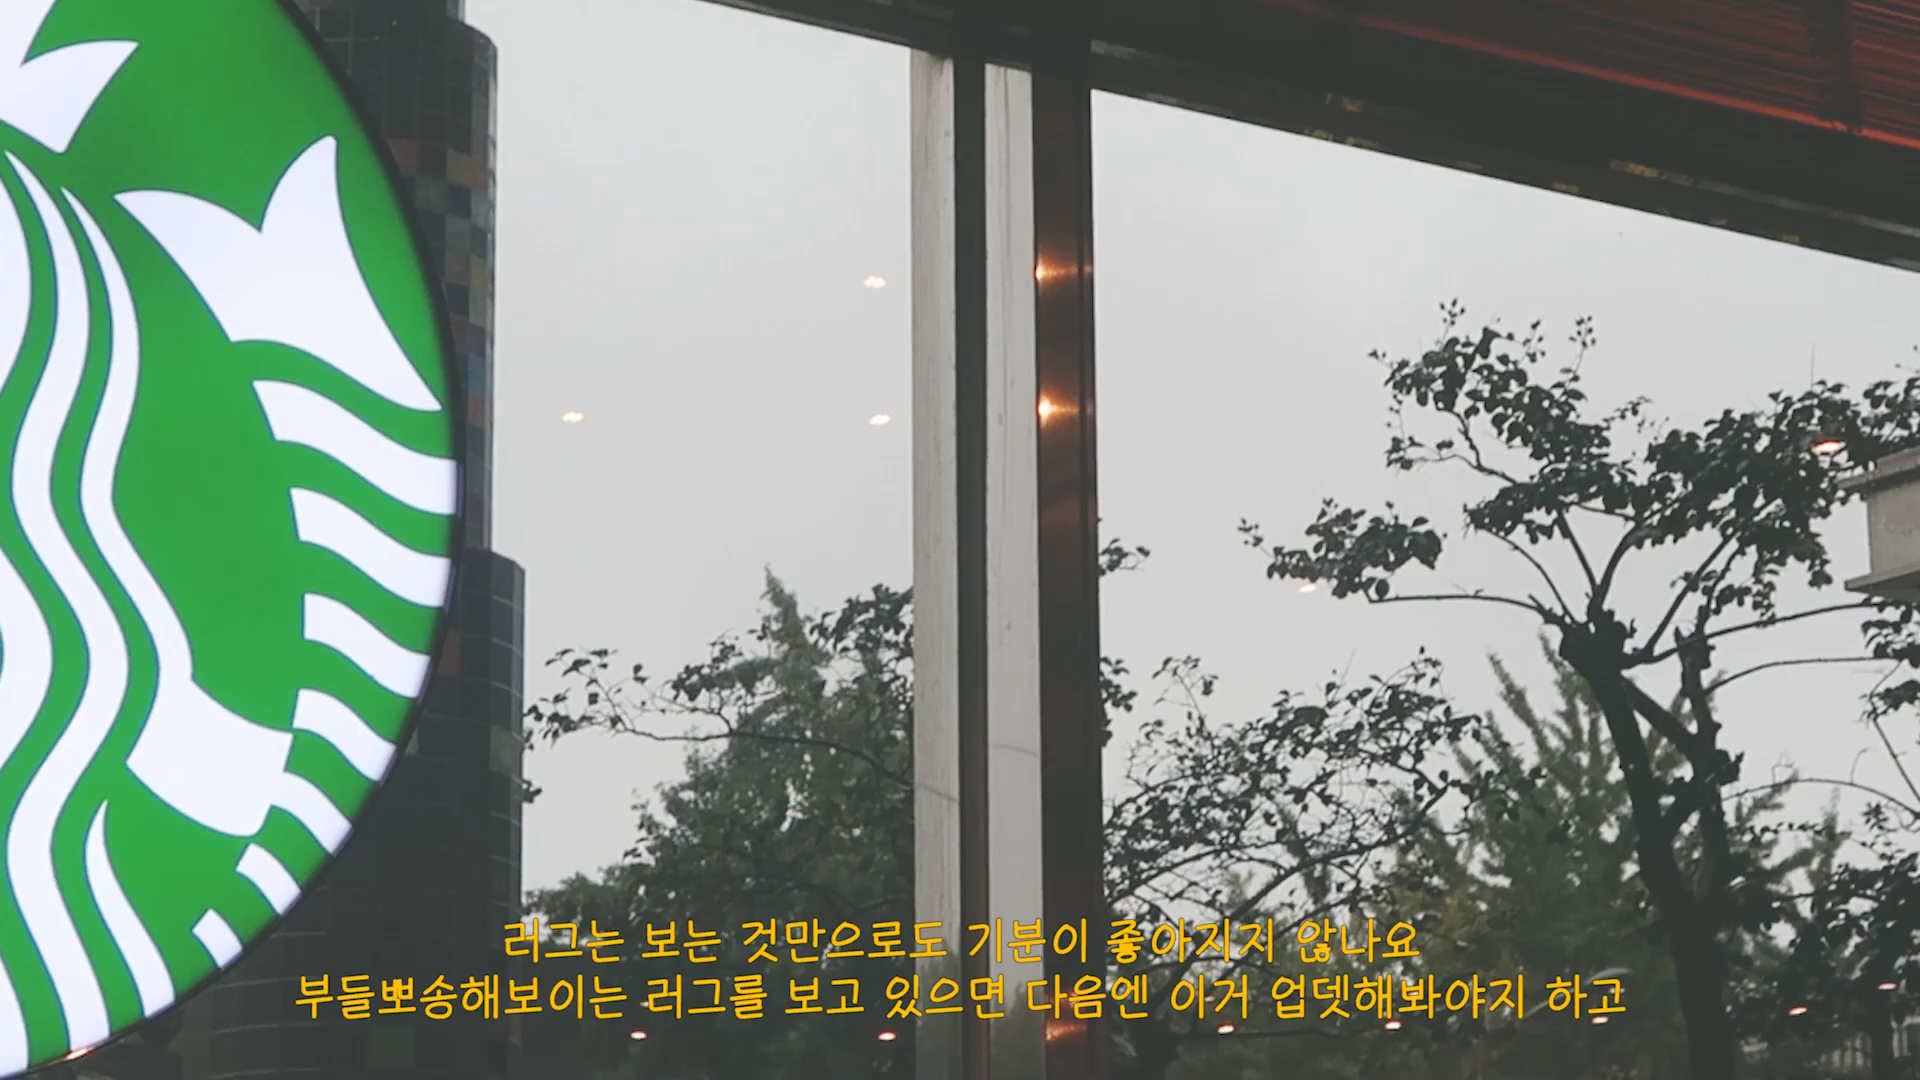 러그는 보는 것만으로도 기분이 좋아지지 않나요
부들뽀송해보이는 러그를 보고 있으면 다음엔 이거 업뎃해봐야지 하고